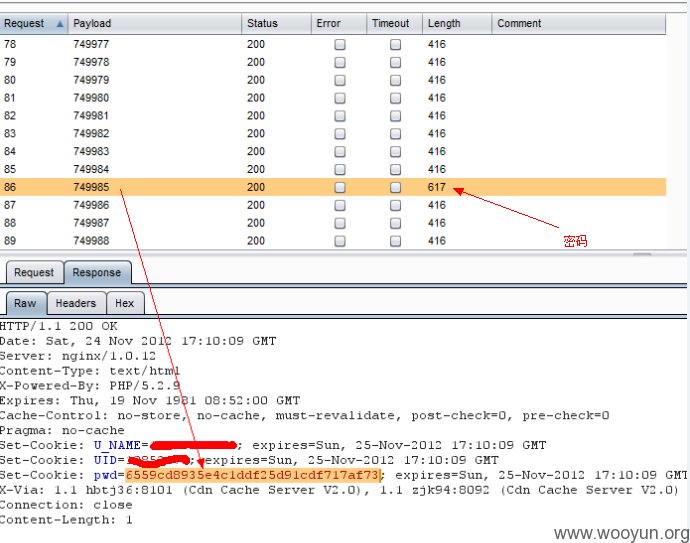 Request Payload Status Error Timeout Length Comment
78 749977 200 416
79 749978 200 416
80 749979 200 416
81 749980 200 416
82 749981 200 416
83 749982 200 416
84 749983 200 416
85 749984 200 416
86 749985 200 617
87 749986 200 416
88 749987 200 416
89 749988 200 416
密码
Request Response
Raw Headers Hex
HTTP/1.1 200 OK
Date: Sat, 24 Nov 2012 17:10:09 GMT
Server: nginx/1.0.12
Content-Type: text/html
X-Powered-By: PHP/5.2.9
Expires: Thu, 19 Nov 1981 08:52:00 GMT
Cache-Control: no-store, no-cache, must-revalidate, post-check=0, pre-check=0
Pragma: no-cache
Set-Cookie: U_NAME= ; expires=Sun, 25-Nov-2012 17:10:09 GMT
Set-Cookie: UID= ; expires=Sun, 25-Nov-2012 17:10:09 GMT
Set-Cookie: pwd=6559cd8935e4c1ddf25d91cdf717af73; expires=Sun, 25-Nov-2012 17:10:09 GMT
X-Via: 1.1 hbtj36:8101 (Cdn Cache Server V2.0), 1.1 zjk94:8092 (Cdn Cache Server V2.0)
Connection: close
Content-Length: 1
www.wooyun.org